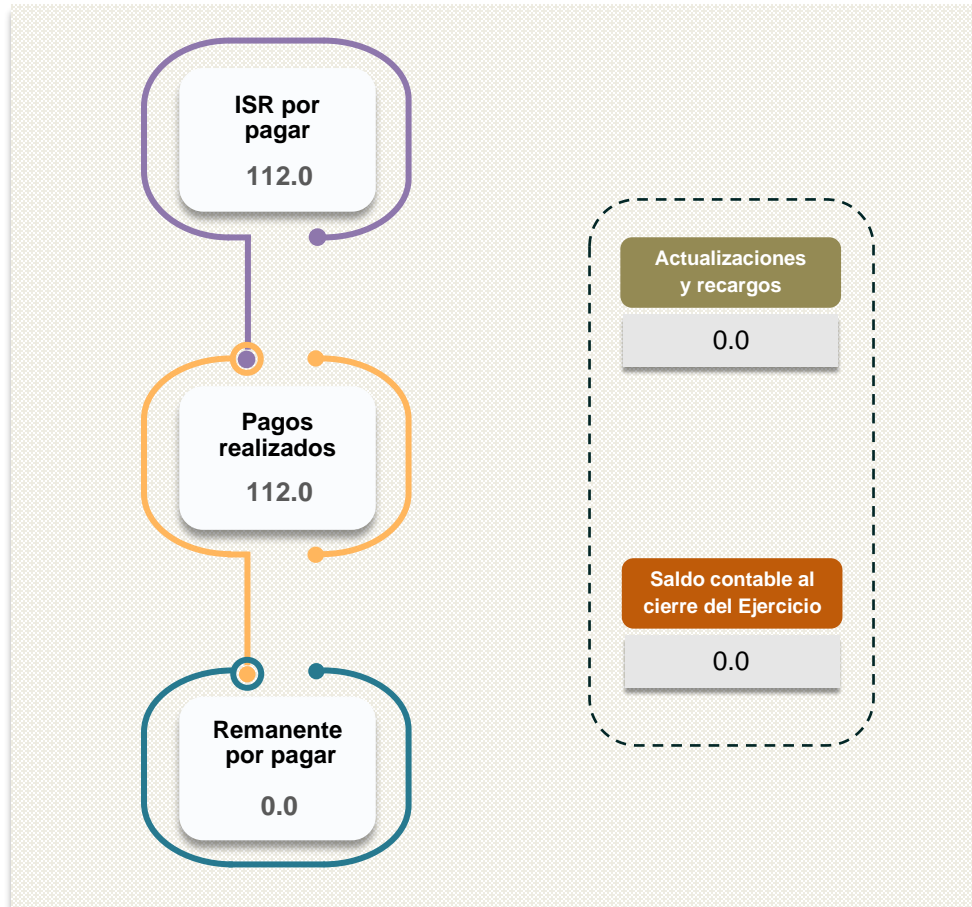 ISR por
pagar
112.0
Pagos
realizados
112.0
Remanente
por pagar
0.0
Actualizaciones
y recargos
0.0
Saldo contable al
cierre del Ejercicio
0.0